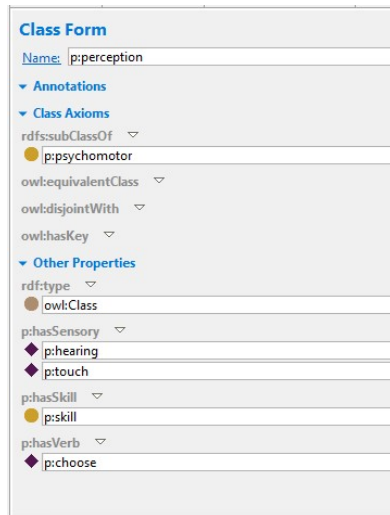 Class Form
Name: p:perception
Annotations
Class Axioms
rdfs:subClassOf
p:psychomotor
owl:equivalentClass
owl:disjointWith
owl:hasKey
Other Properties
rdf:type
owl:Class
p:hasSensory
p:hearing
p:touch
p:hasSkill
p:skill
p:hasVerb
p:choose